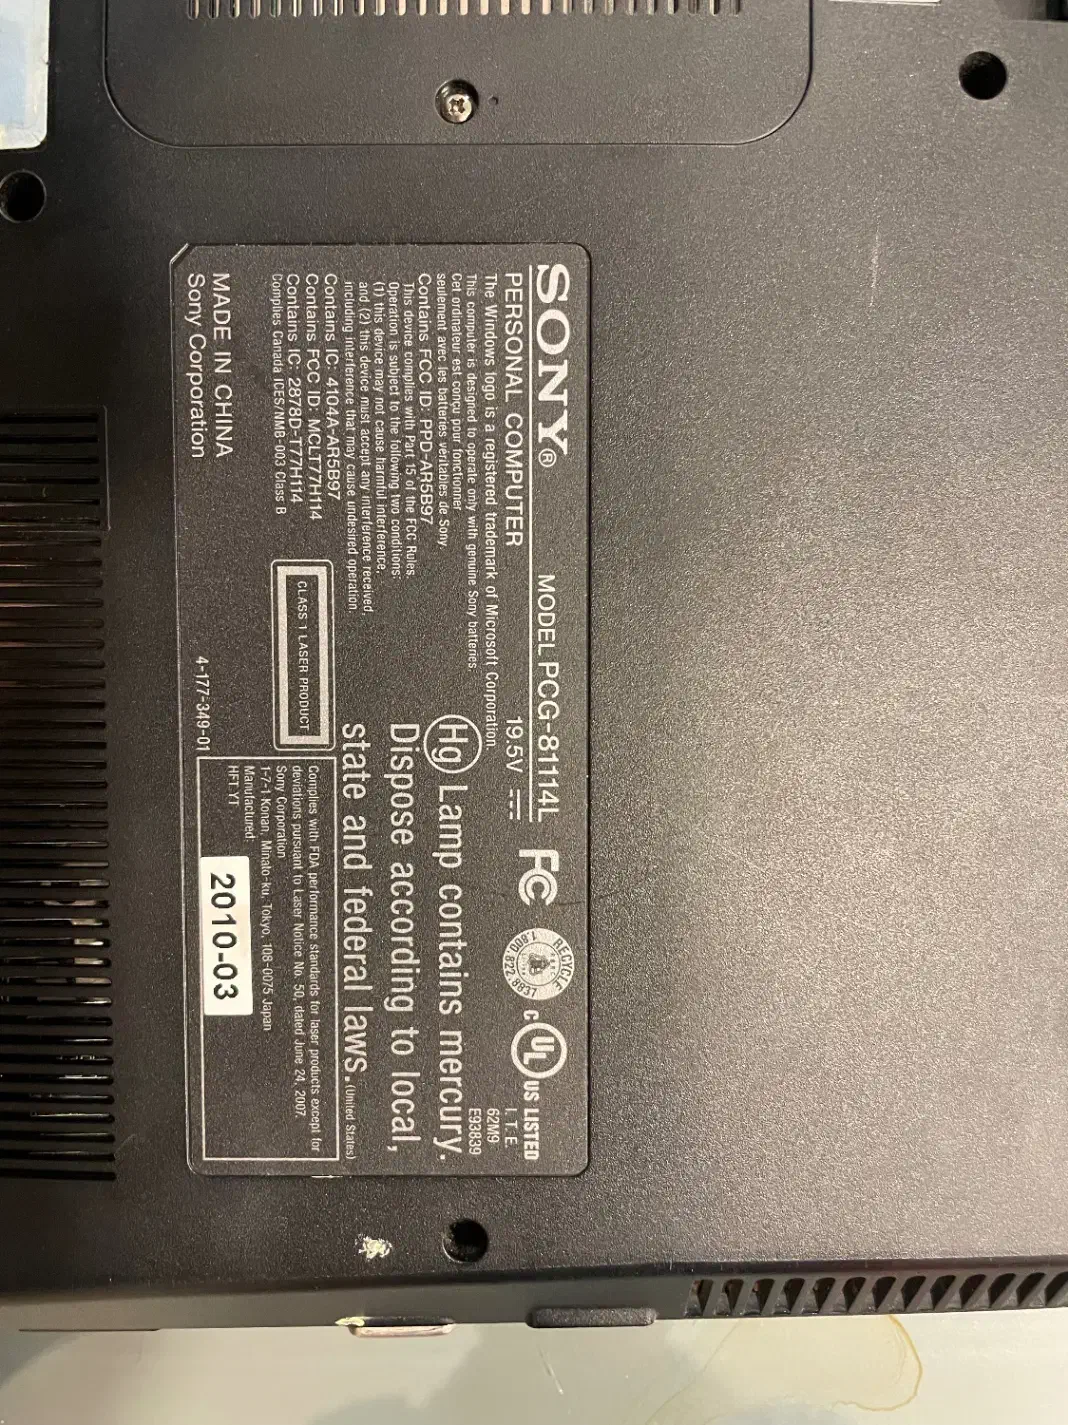 SONY®
MODEL PCG-81114L
PERSONAL COMPUTER
19.5V
The Windows logo is a registered trademark of Microsoft Corporation.
This computer is designed to operate only with genuine Sony batteries.
Cet ordinateur est conçu pour fonctionner
seulement avec les batteries véritables de Sony.
Contains FCC ID: PPD-AR5B97
This device complies with Part 15 of the FCC Rules.
Operation is subject to the following two conditions:
(1) this device may not cause harmful interference,
and (2) this device must accept any interference received,
including interference that may cause undesired operation.
Contains IC: 4104A-AR5B97
Contains FCC ID: MCLT77H114
Contains IC: 2878D-T77H114
Complies Canada ICES/NMB-003 Class B
MADE IN CHINA
Sony Corporation
CLASS 1 LASER PRODUCT
4-177-349-01
FC
RECYCLE
1.800.822.8837
C UL US LISTED
I.T.E.
62M9
E93839
Hg Lamp contains mercury.
Dispose according to local,
state and federal laws. (United States)
Complies with FDA performance standards for laser products except for
deviations pursuant to Laser Notice No. 50, dated June 24, 2007.
Sony Corporation
1-7-1 Konan, Minato-ku, Tokyo, 108-0075 Japan
Manufactured:
HFT.YT
2010-03